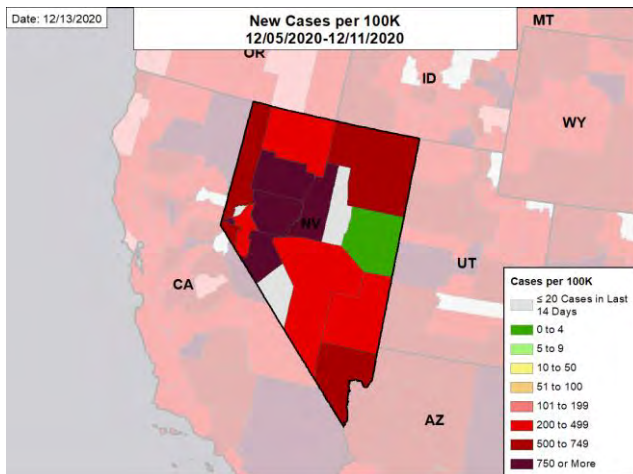 Date: 12/13/2020
New Cases per 100K
12/05/2020-12/11/2020
MT
OR
ID
WY
NV
UT
CA
AZ
Cases per 100K
≤ 20 Cases in Last
14 Days
0 to 4
5 to 9
10 to 50
51 to 100
101 to 199
200 to 499
500 to 749
750 or More